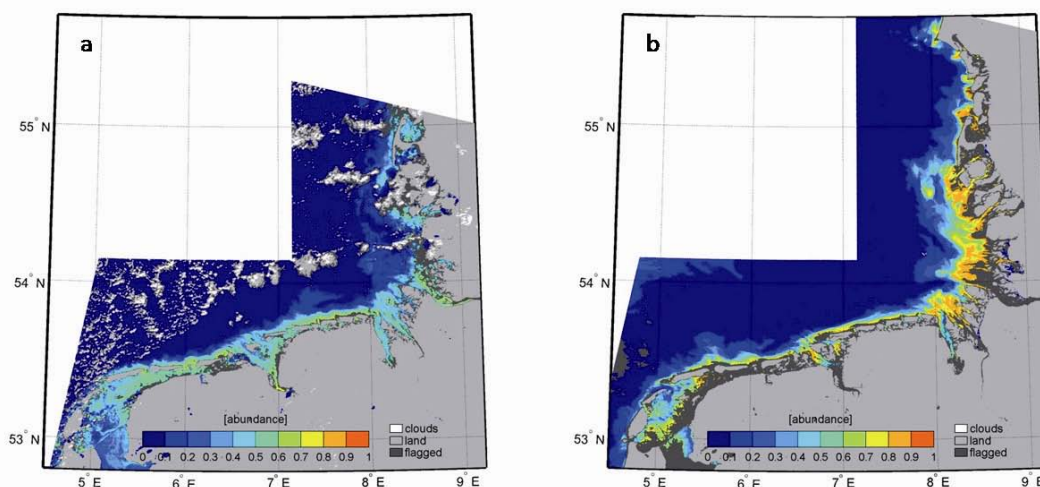 a
55° N
54° N
53° N
[abundance]
0 0.1 0.2 0.3 0.4 0.5 0.6 0.7 0.8 0.9 1
clouds
land
flagged
5° E
6° E
7° E
8° E
9° E
b
55° N
54° N
53° N
[abundance]
0 0.1 0.2 0.3 0.4 0.5 0.6 0.7 0.8 0.9 1
clouds
land
flagged
5° E
6° E
7° E
8° E
9° E